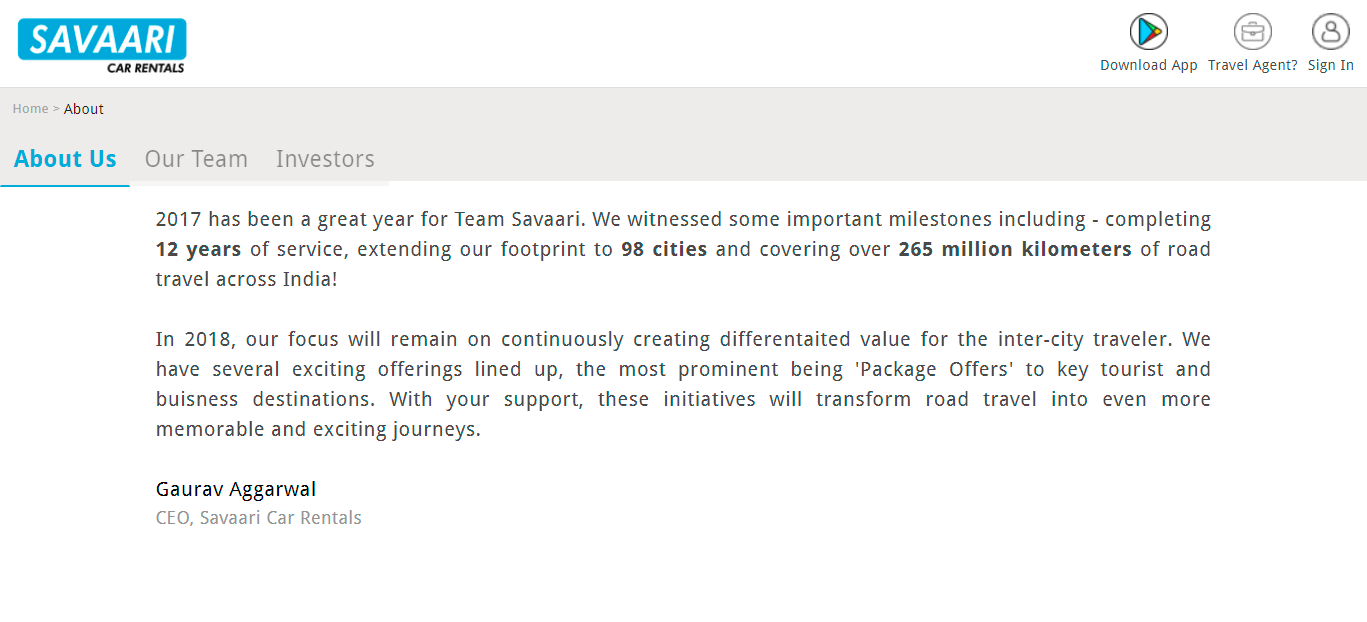 SAVAARI
CAR RENTALS
Download App
Travel Agent?
Sign In
Home > About
About Us
Our Team
Investors
2017 has been a great year for Team Savaari. We witnessed some important milestones including - completing
12 years of service, extending our footprint to 98 cities and covering over 265 million kilometers of road
travel across India!
In 2018, our focus will remain on continuously creating differentaited value for the inter-city traveler. We
have several exciting offerings lined up, the most prominent being 'Package Offers' to key tourist and
buisness destinations. With your support, these initiatives will transform road travel into even more
memorable and exciting journeys.
Gaurav Aggarwal
CEO, Savaari Car Rentals